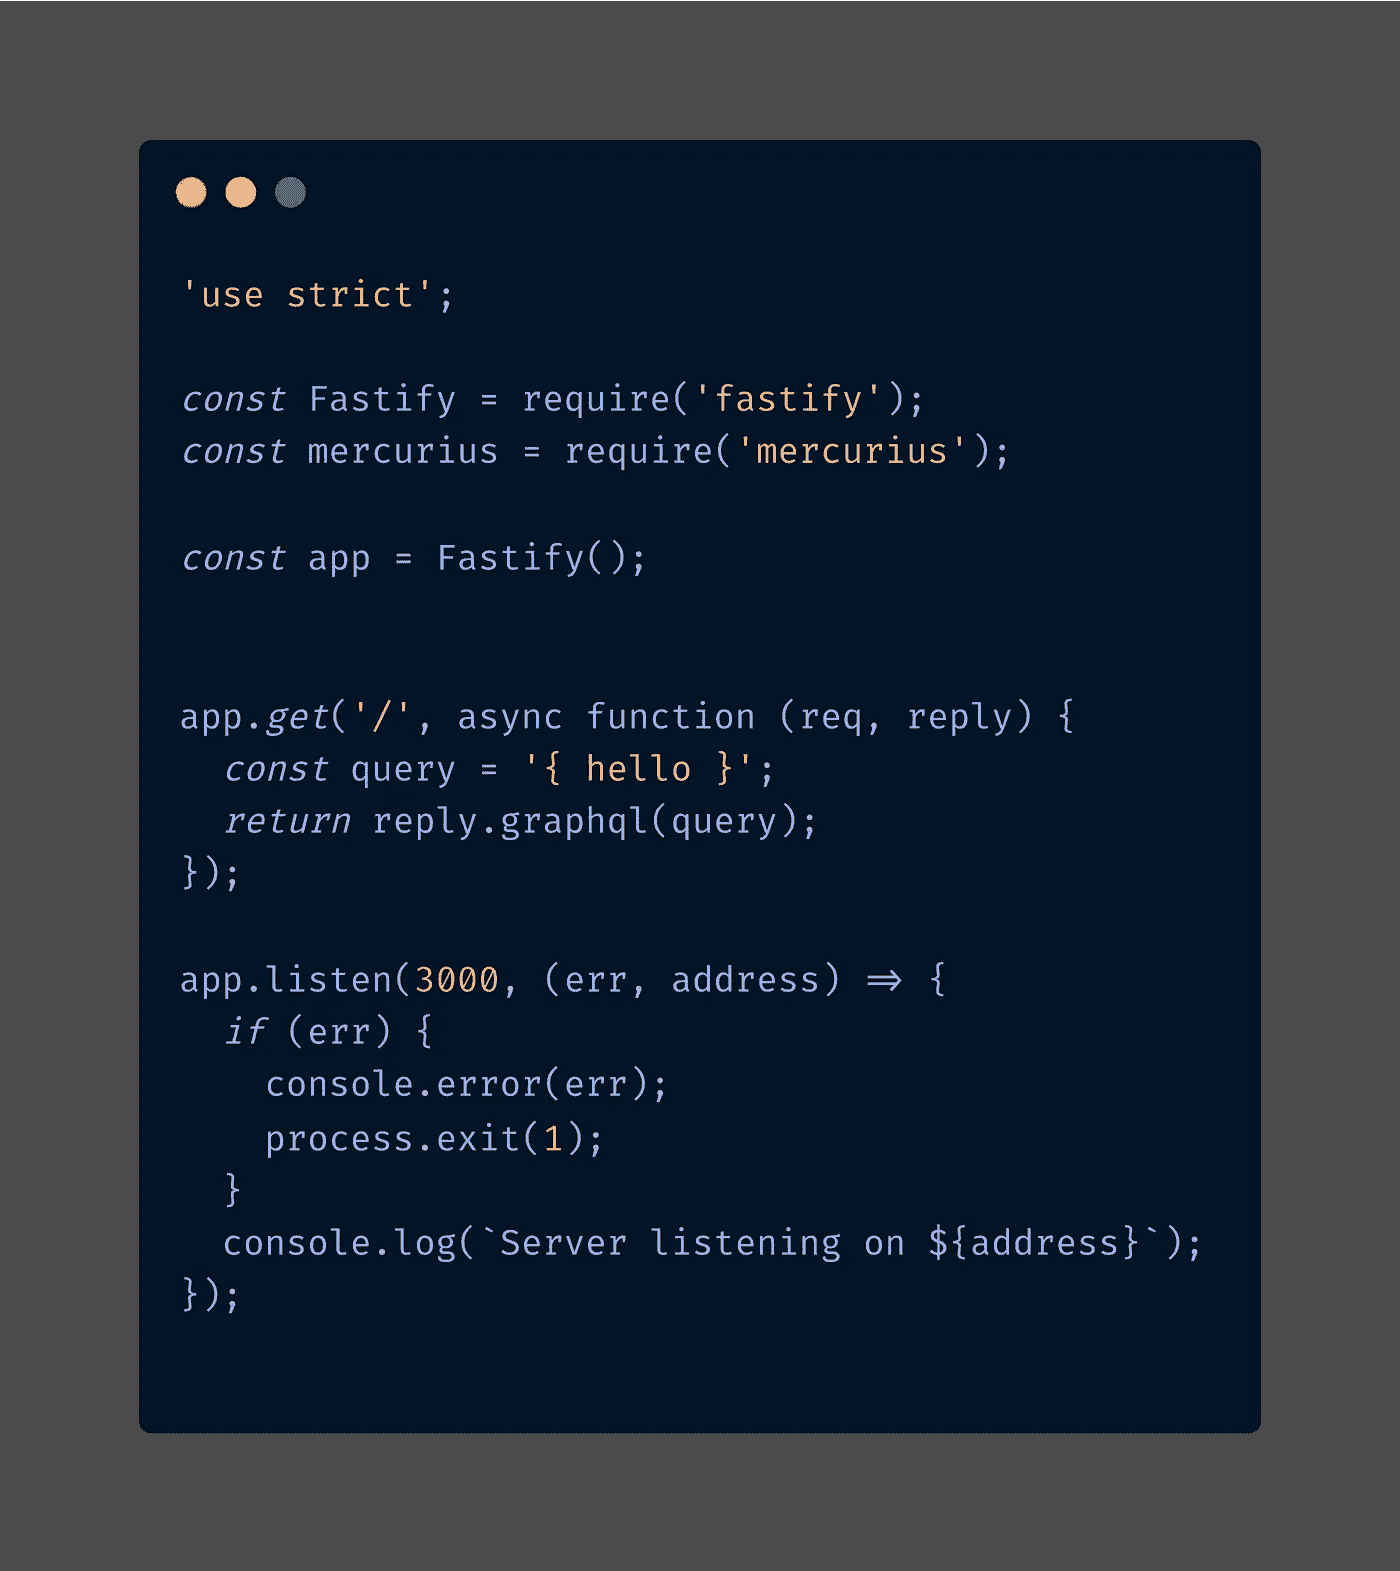 'use strict';
const Fastify = require('fastify');
const mercurius = require('mercurius');
const app = Fastify();
app.get('/', async function (req, reply) {
  const query = '{ hello }';
  return reply.graphql(query);
});
app.listen(3000, (err, address) => {
  if (err) {
    console.error(err);
    process.exit(1);
  }
  console.log(`Server listening on ${address}`);
});